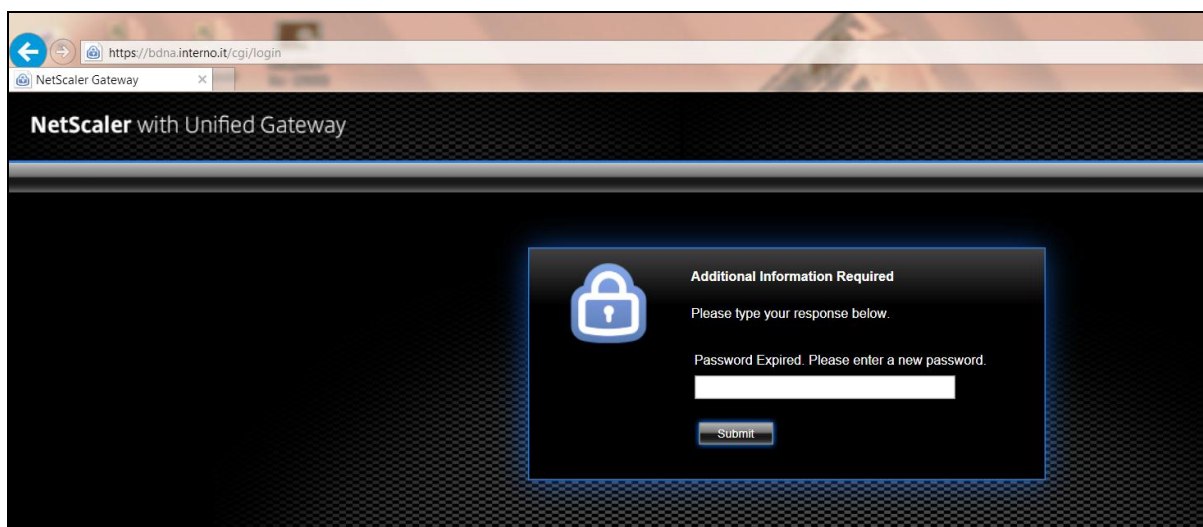 https://bdna.interno.it/cgi/login
NetScaler Gateway
NetScaler with Unified Gateway
Additional Information Required
Please type your response below.
Password Expired. Please enter a new password.
Submit